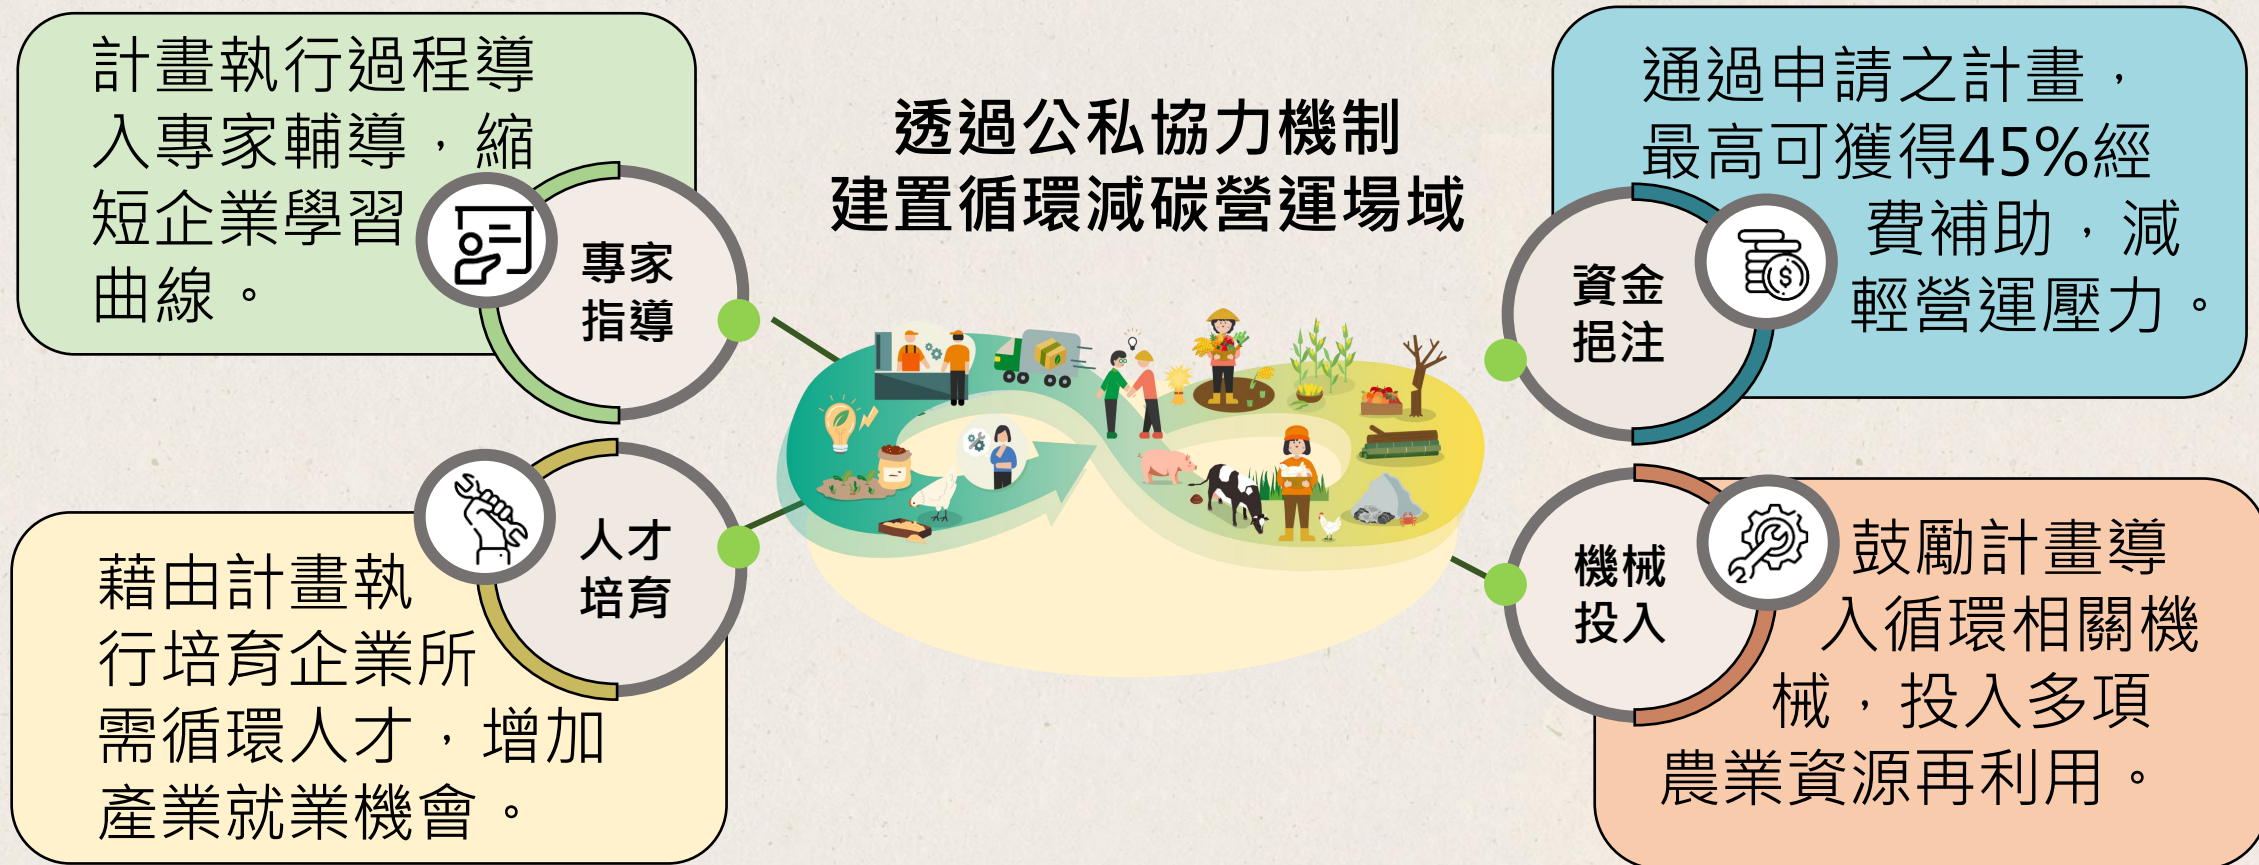 透過公私協力機制
建置循環減碳營運場域
計畫執行過程導
入專家輔導，縮
短企業學習
曲線。
專家
指導
通過申請之計畫，
最高可獲得45%經
費補助，減
輕營運壓力。
資金
挹注
藉由計畫執
行培育企業所
需循環人才，增加
產業就業機會。
人才
培育
鼓勵計畫導
入循環相關機
械，投入多項
農業資源再利用。
機械
投入